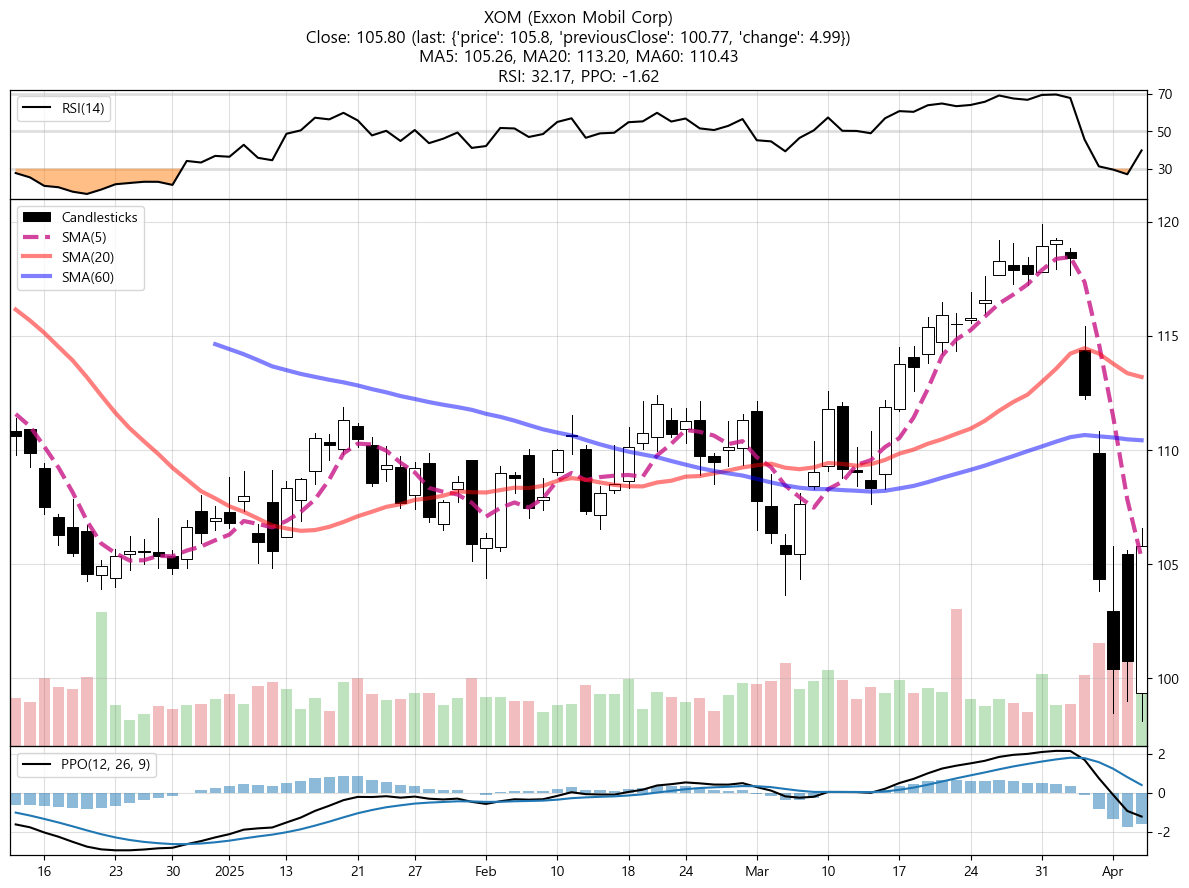 XOM (Exxon Mobil Corp)
Close: 105.80 (last: {'price': 105.8, 'previousClose': 100.77, 'change': 4.99})
MA5: 105.26, MA20: 113.20, MA60: 110.43
RSI: 32.17, PPO: -1.62
RSI(14)
70
50
30
Candlesticks
SMA(5)
SMA(20)
SMA(60)
120
115
110
105
100
PPO(12, 26, 9)
2
0
-2
16 23 30 2025 13 21 27 Feb 10 18 24 Mar 10 17 24 31 Apr